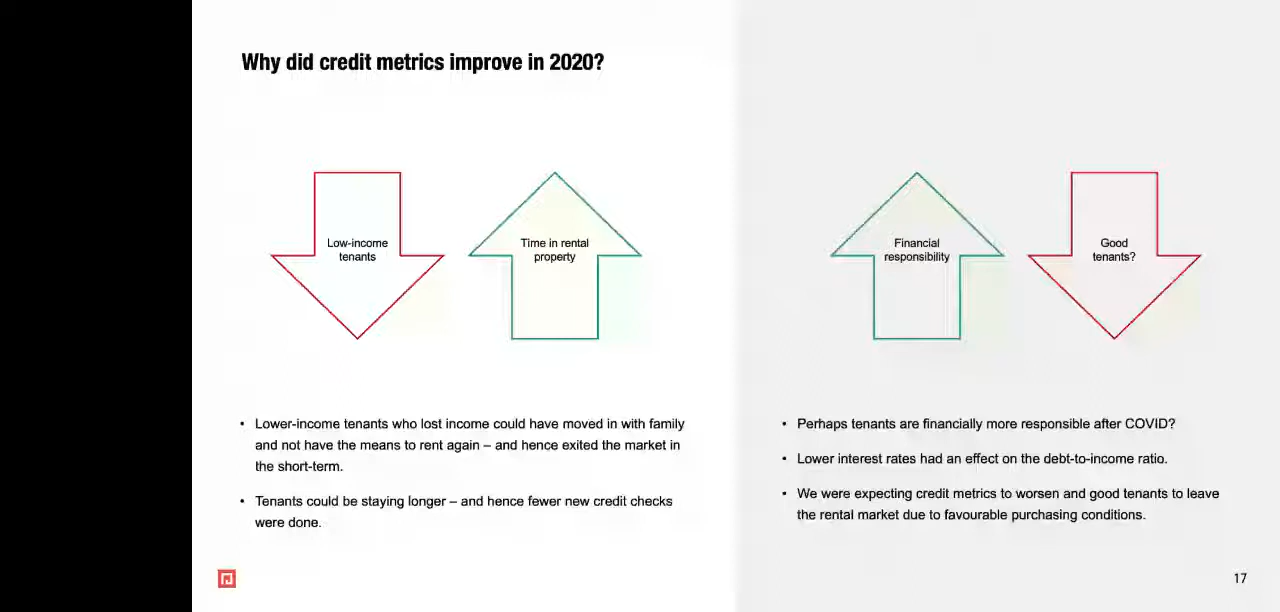 Why did credit metrics improve in 2020?
Low-income
tenants
Time in rental
property
Financial
responsibility
Good
tenants?
• Lower-income tenants who lost income could have moved in with family
and not have the means to rent again – and hence exited the market in
the short-term.
• Tenants could be staying longer – and hence fewer new credit checks
were done.
• Perhaps tenants are financially more responsible after COVID?
• Lower interest rates had an effect on the debt-to-income ratio.
• We were expecting credit metrics to worsen and good tenants to leave
the rental market due to favourable purchasing conditions.
17